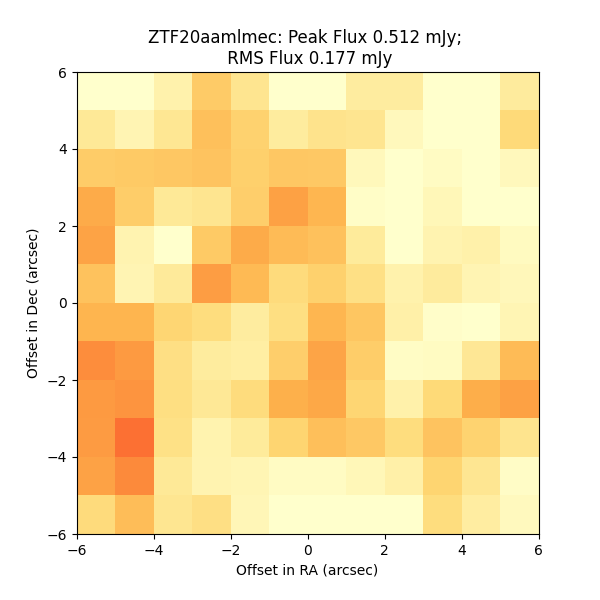 ZTF20aamlmec: Peak Flux 0.512 mJy;
RMS Flux 0.177 mJy
6
4
2
0
−2
−4
−6
Offset in Dec (arcsec)
−6 −4 −2 0 2 4 6
Offset in RA (arcsec)